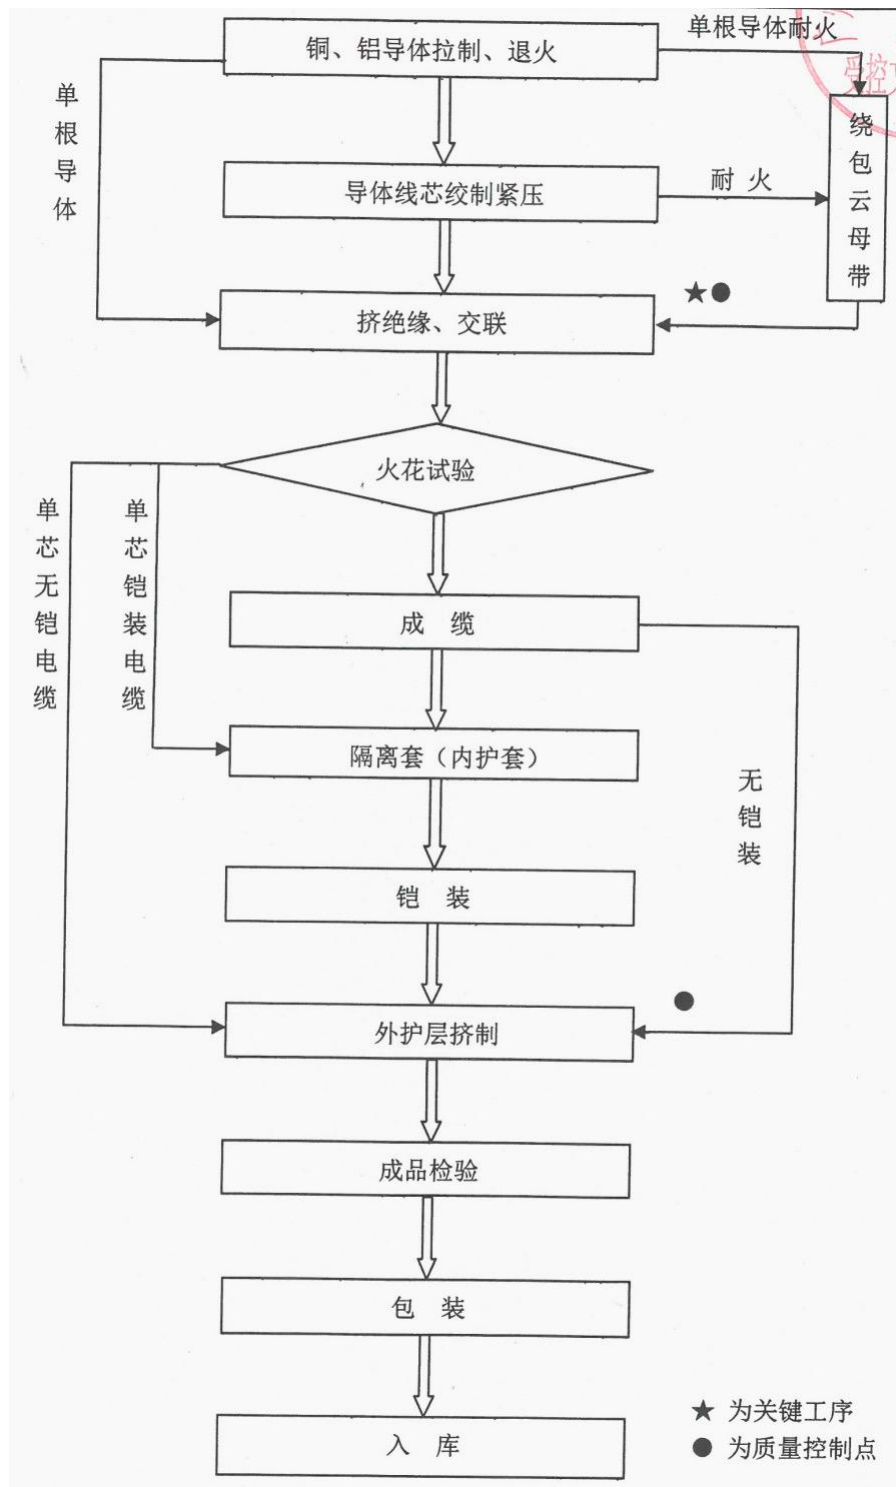 单根导体耐火
铜、铝导体拉制、退火
受控文
单根导体
绕包云母带
导体线芯绞制紧压
耐 火
★●
挤绝缘、交联
火花试验
单芯无铠电缆
单芯铠装电缆
成 缆
隔离套（内护套）
无铠装
铠 装
●
外护层挤制
成品检验
包 装
入 库
★ 为关键工序
● 为质量控制点